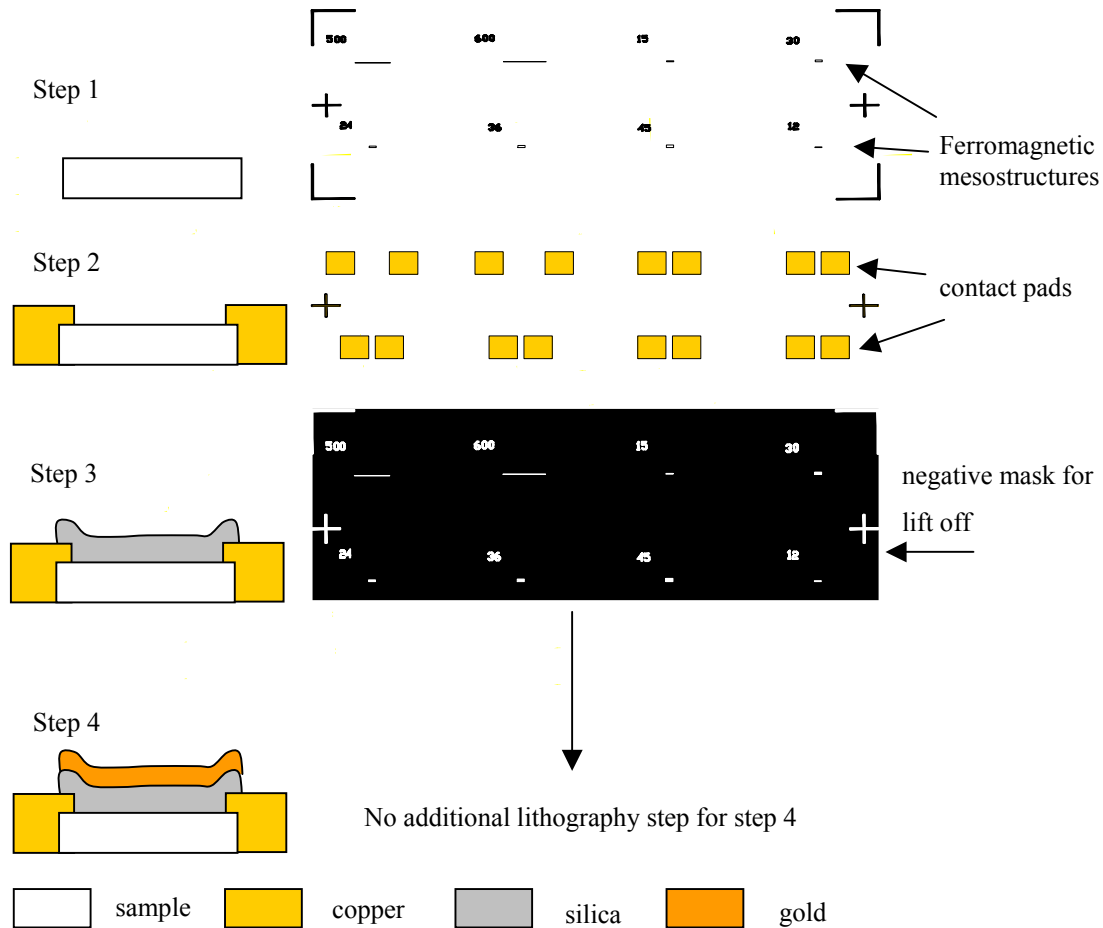 500 600 15 30
Step 1
24 36 45 12
Ferromagnetic
mesostructures
Step 2
contact pads
500 600 15 30
Step 3
negative mask for
lift off
24 36 45 12
Step 4
No additional lithography step for step 4
sample copper silica gold